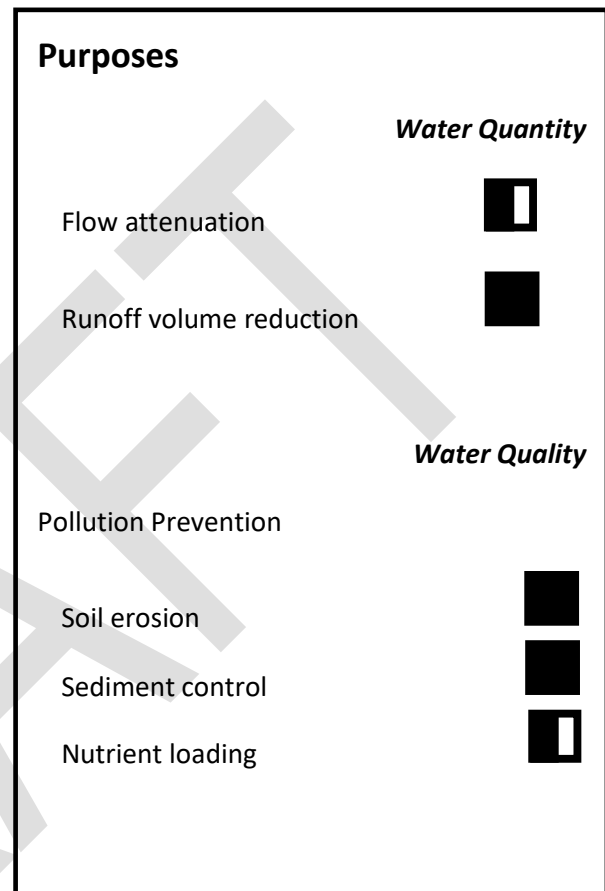 Purposes
Water Quantity
Flow attenuation
Runoff volume reduction
Water Quality
Pollution Prevention
Soil erosion
Sediment control
Nutrient loading